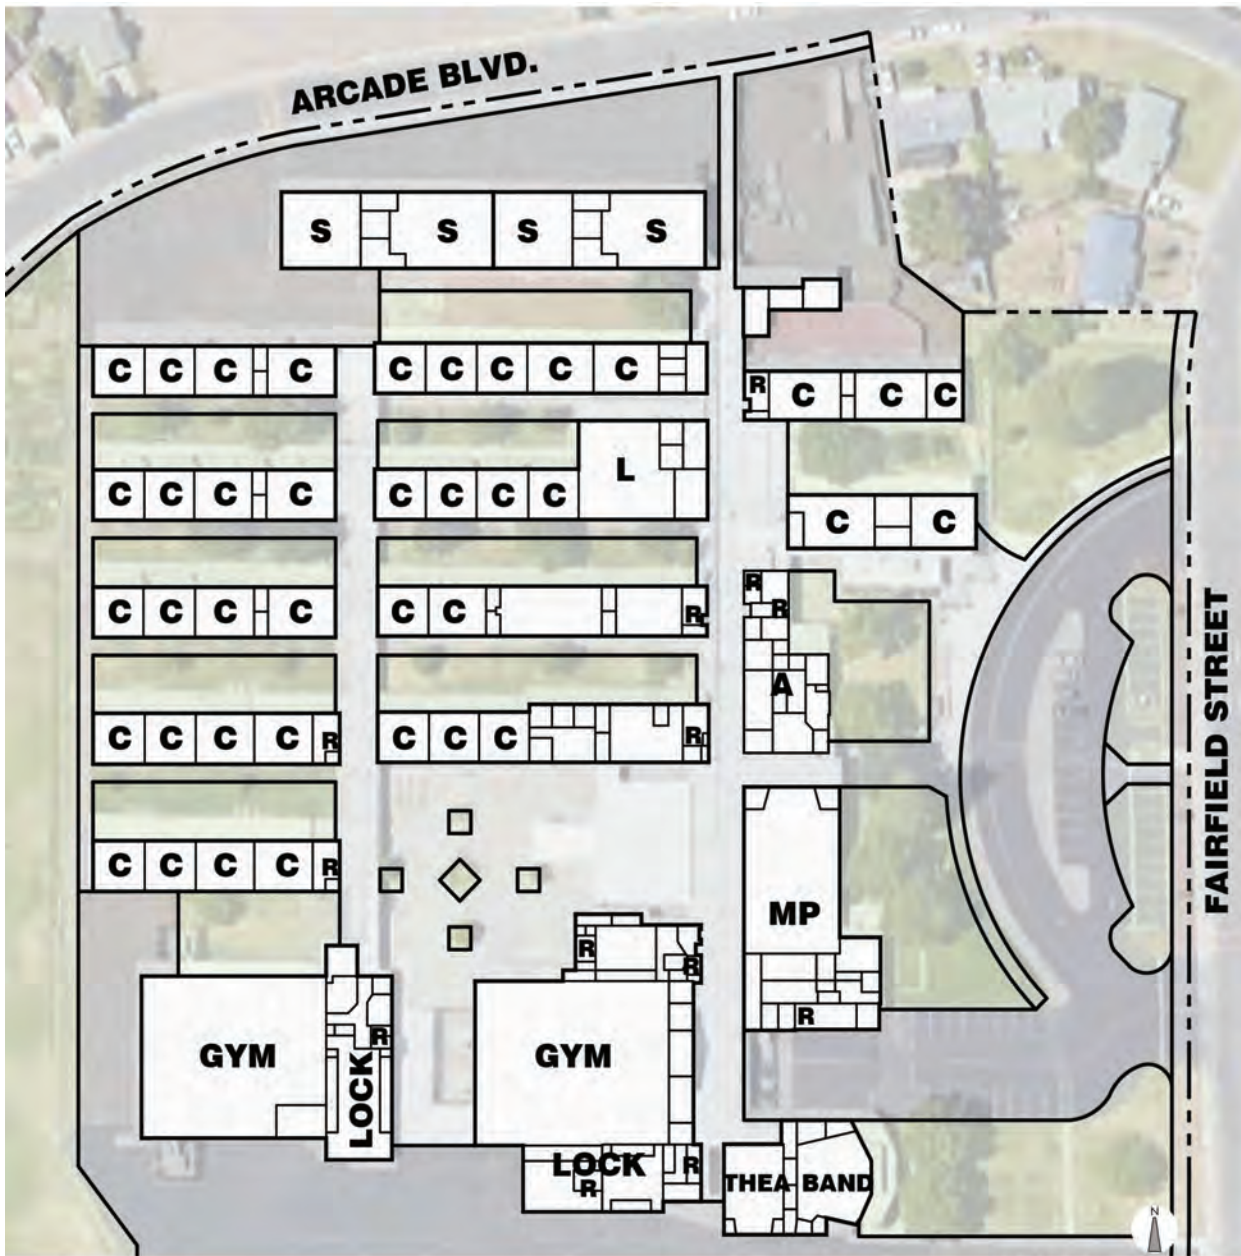 ARCADE BLVD.
S S S S
C C C C
C C C C C
R C C C
C C C C
C C C C L
C C
C C C C
C C R
R R
A
C C C C R
C C C R
C C C C R
MP
R R
R
GYM
R
LOCK
GYM
LOCK R
R
THEA BAND
FAIRFIELD STREET
N